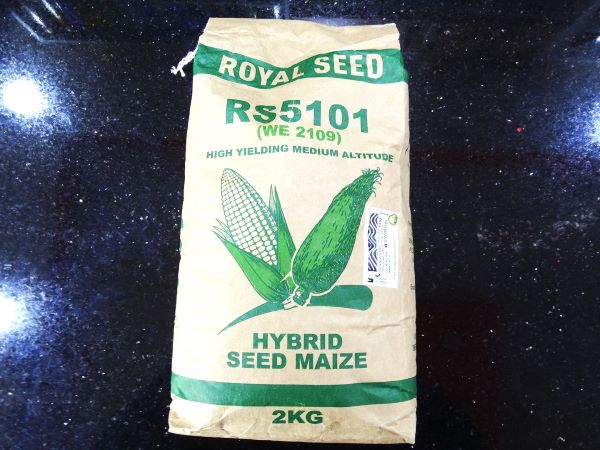 ROYAL SEED
RS5101
(WE 2109)
HIGH YIELDING MEDIUM ALTITUDE
HYBRID
SEED MAIZE
2KG